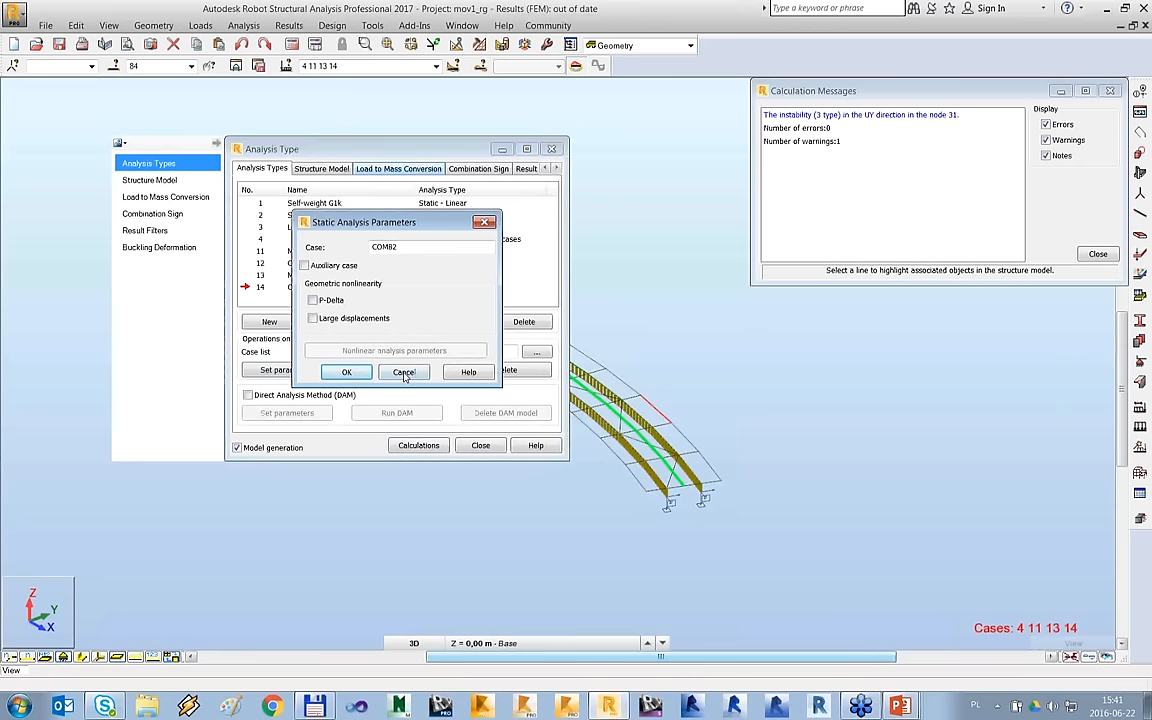 PRO
Autodesk Robot Structural Analysis Professional 2017 - Project: mov1_rg - Results (FEM): out of date
Type a keyword or phrase
Sign In
File Edit View Geometry Loads Analysis Results Design Tools Add-Ins Window Help Community
Geometry
84
4 11 13 14
Calculation Messages
The instability (3 type) in the UY direction in the node 31.
Number of errors:0
Number of warnings:1
Display
Errors
Warnings
Notes
Close
Select a line to highlight associated objects in the structure model.
Analysis Types
Structure Model
Load to Mass Conversion
Combination Sign
Result Filters
Buckling Deformation
Analysis Type
Analysis Types Structure Model Load to Mass Conversion Combination Sign Result
No. Name Analysis Type
1 Self-weight G1k Static - Linear
2 S
3 L
4 cases
11 M
12
13 M
14
New
Delete
Operations on
Case list
...
Set para
elete
Direct Analysis Method (DAM)
Set parameters Run DAM Delete DAM model
Model generation
Calculations Close Help
Static Analysis Parameters
Case: COMB2
Auxiliary case
Geometric nonlinearity
P-Delta
Large displacements
Nonlinear analysis parameters
OK Cancel Help
Z
Y
X
3D Z = 0,00 m - Base
Cases: 4 11 13 14
View
View
PL
15:41
2016-06-22